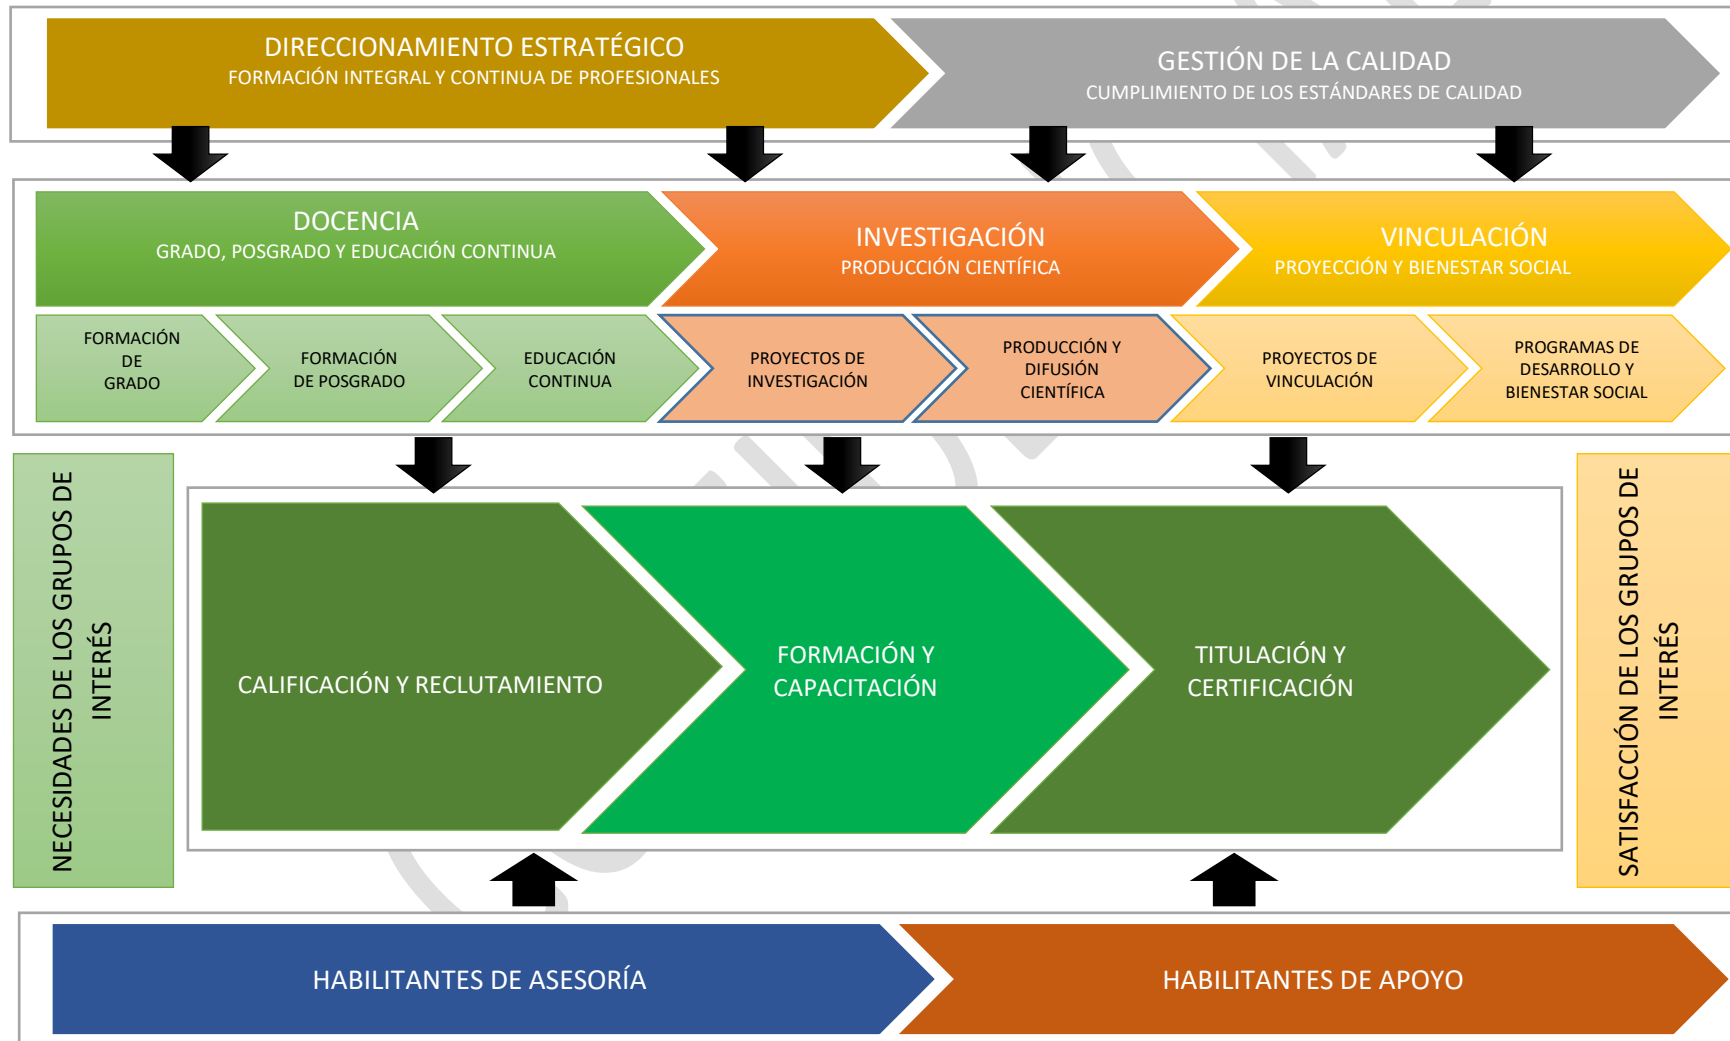 DIRECCIONAMIENTO ESTRATÉGICO
FORMACIÓN INTEGRAL Y CONTINUA DE PROFESIONALES
GESTIÓN DE LA CALIDAD
CUMPLIMIENTO DE LOS ESTÁNDARES DE CALIDAD
DOCENCIA
GRADO, POSGRADO Y EDUCACIÓN CONTINUA
INVESTIGACIÓN
PRODUCCIÓN CIENTÍFICA
VINCULACIÓN
PROYECCIÓN Y BIENESTAR SOCIAL
FORMACIÓN
DE
GRADO
FORMACIÓN
DE POSGRADO
EDUCACIÓN
CONTINUA
PROYECTOS DE
INVESTIGACIÓN
PRODUCCIÓN Y
DIFUSIÓN
CIENTÍFICA
PROYECTOS DE
VINCULACIÓN
PROGRAMAS DE
DESARROLLO Y
BIENESTAR SOCIAL
NECESIDADES DE LOS GRUPOS DE
INTERÉS
CALIFICACIÓN Y RECLUTAMIENTO
FORMACIÓN Y
CAPACITACIÓN
TITULACIÓN Y
CERTIFICACIÓN
SATISFACCIÓN DE LOS GRUPOS DE
INTERÉS
HABILITANTES DE ASESORÍA
HABILITANTES DE APOYO